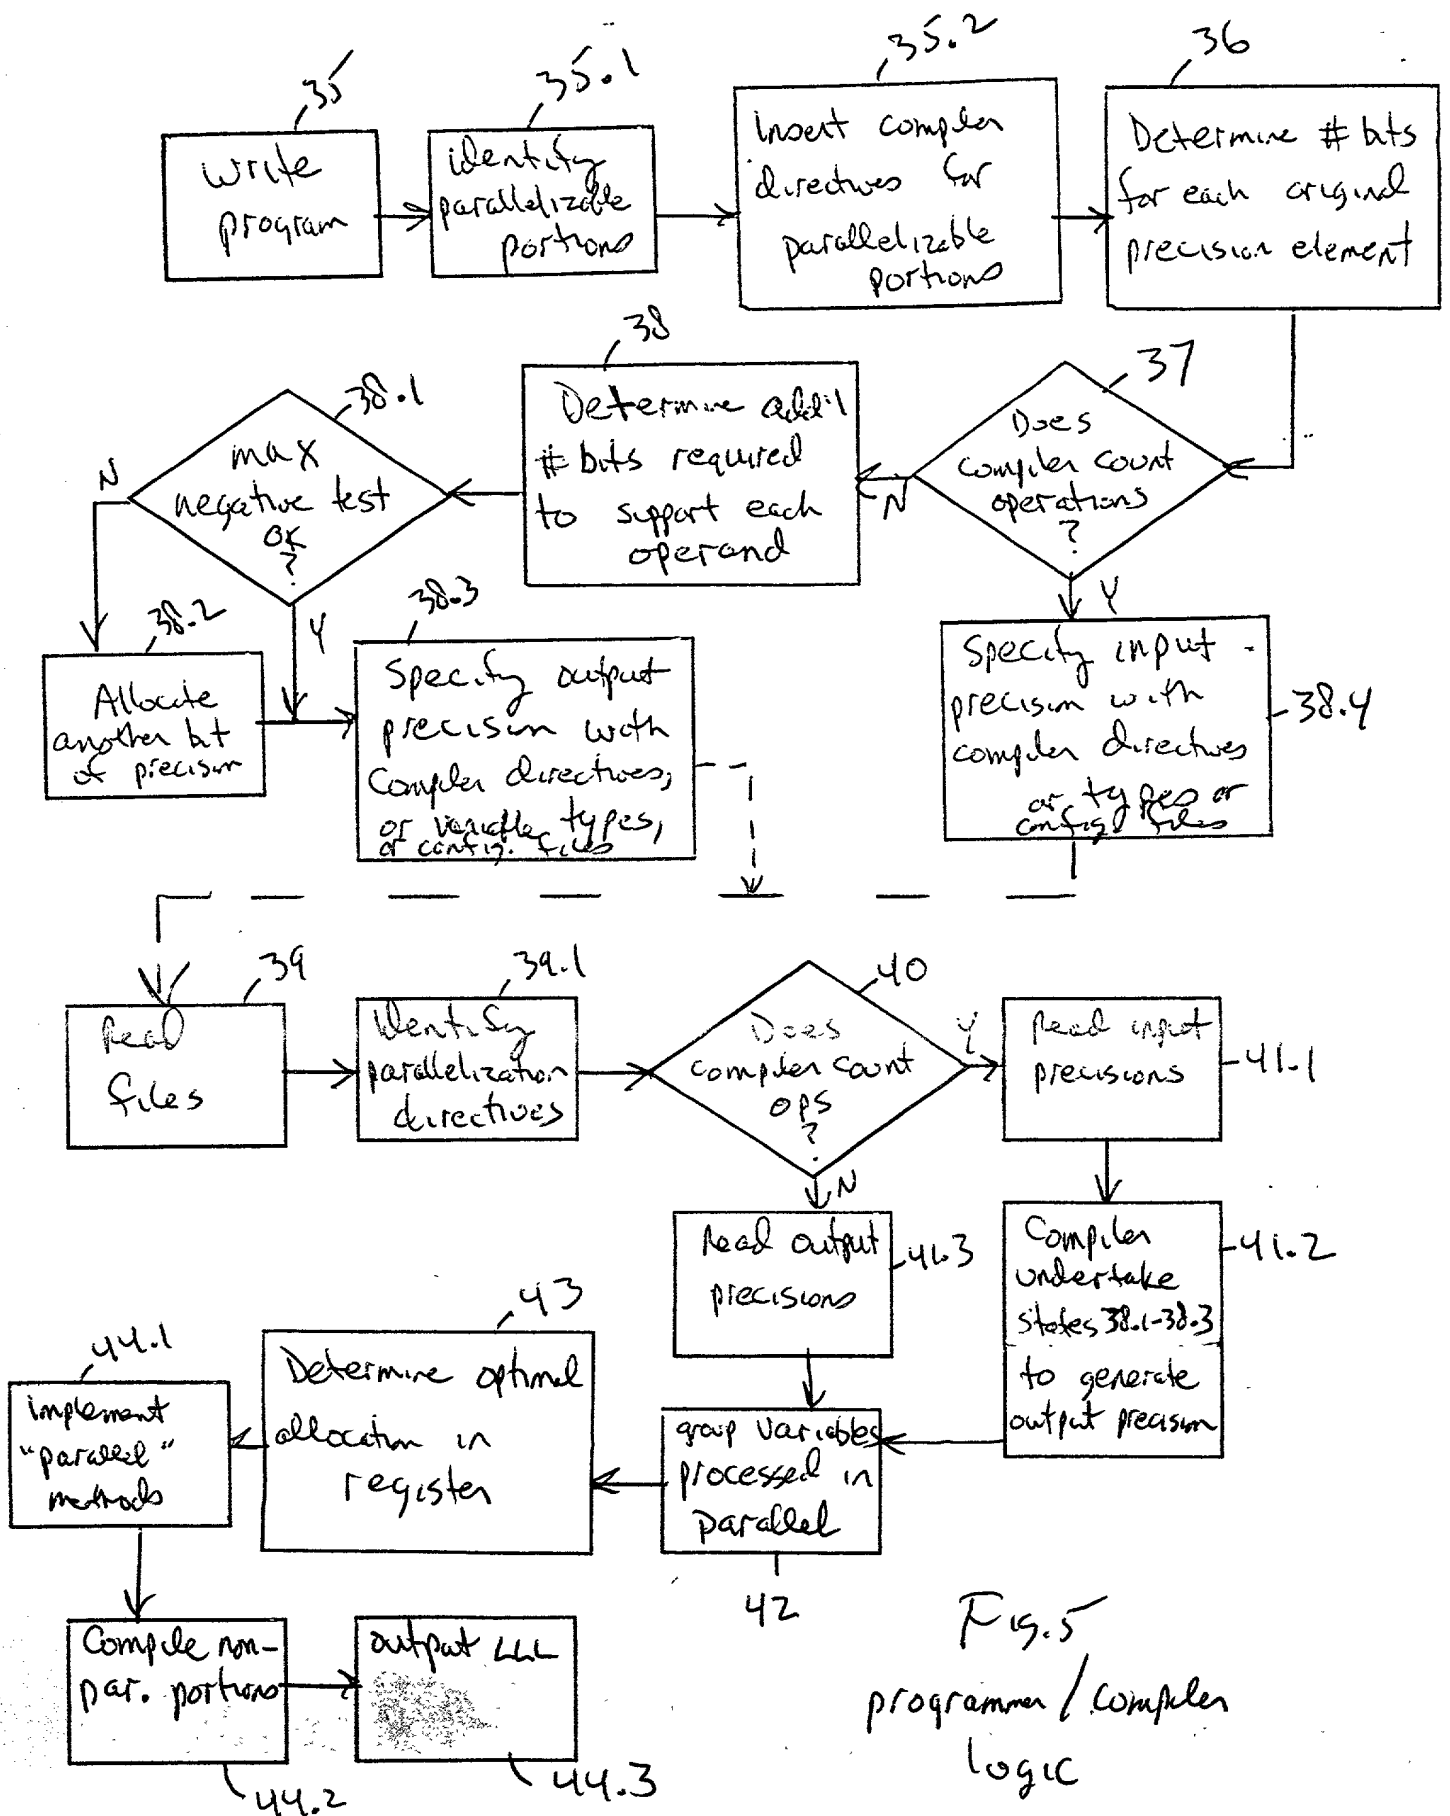 35
35.1
35.2
36
write
program
identify
parallelizable
portions
insert compiler
directives for
parallelizable
portions
Determine # bits
for each original
precision element
38.1
38
37
max
negative test
OK
?
N
Y
Determine add'l
# bits required
to support each
operand
N
Does
compiler count
operations
?
Y
38.2
38.3
38.4
Allocate
another bit
of precision
Specify output
precision with
Compiler directives,
or variable types,
or config. files
Specify input
precision with
compiler directives
or types or
config. files
39
39.1
40
Read
files
Identify
parallelization
directives
Does
compiler count
ops
?
Y
N
Read input
precisions
41.1
Read output
precisions
41.3
Compiler
undertake
states 38.1-38.3
to generate
output precision
41.2
44.1
43
implement
"parallel"
methods
Determine optimal
allocation in
register
group variables
processed in
parallel
42
Compile non-
par. portions
44.2
output LLL
44.3
Fig. 5
programmer / compiler
logic